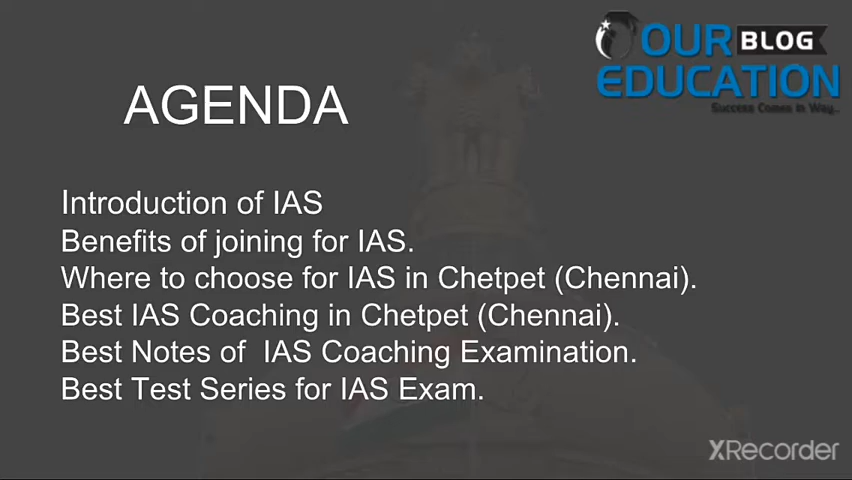 OUR BLOG
EDUCATION
Success Comes In Way..
AGENDA
Introduction of IAS
Benefits of joining for IAS.
Where to choose for IAS in Chetpet (Chennai).
Best IAS Coaching in Chetpet (Chennai).
Best Notes of  IAS Coaching Examination.
Best Test Series for IAS Exam.
XRecorder